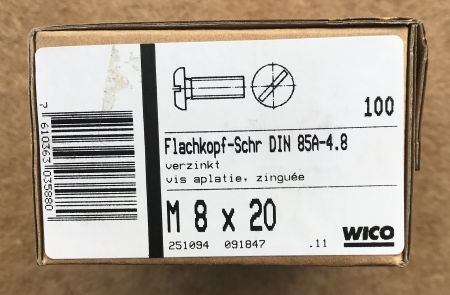 100
Flachkopf-Schr DIN 85A-4.8
verzinkt
vis aplatie, zinguée
M 8 x 20
251094 091847 .11 WICO
7 610363 035880